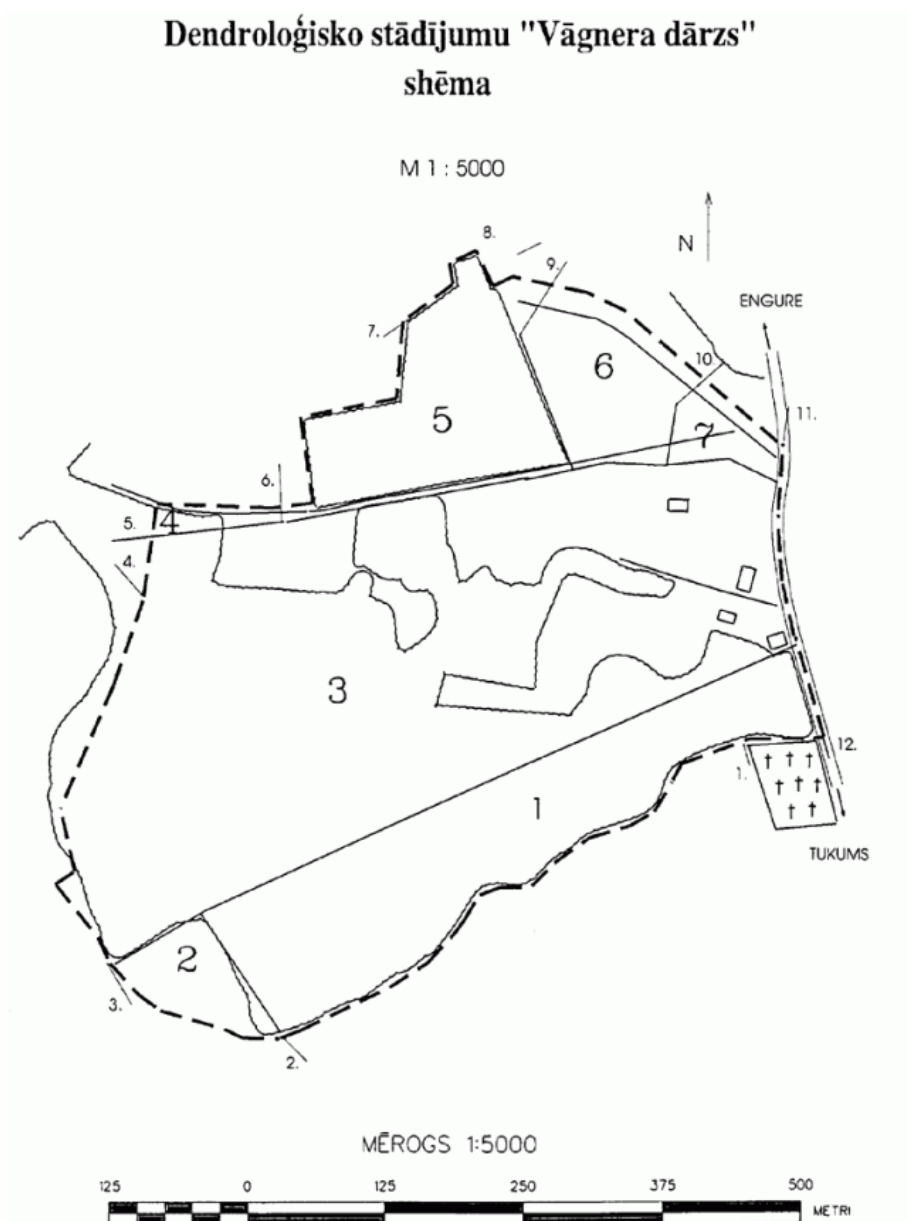 Dendroloģisko stādījumu "Vāgnera dārzs"
shēma
M 1 : 5000
8.
N
9.
ENGURE
7.
10.
6
11.
5
7
6.
5.
4
4.
3
12.
1.
1
TUKUMS
2
3.
2.
MĒROGS 1:5000
125 0 125 250 375 500
METRI